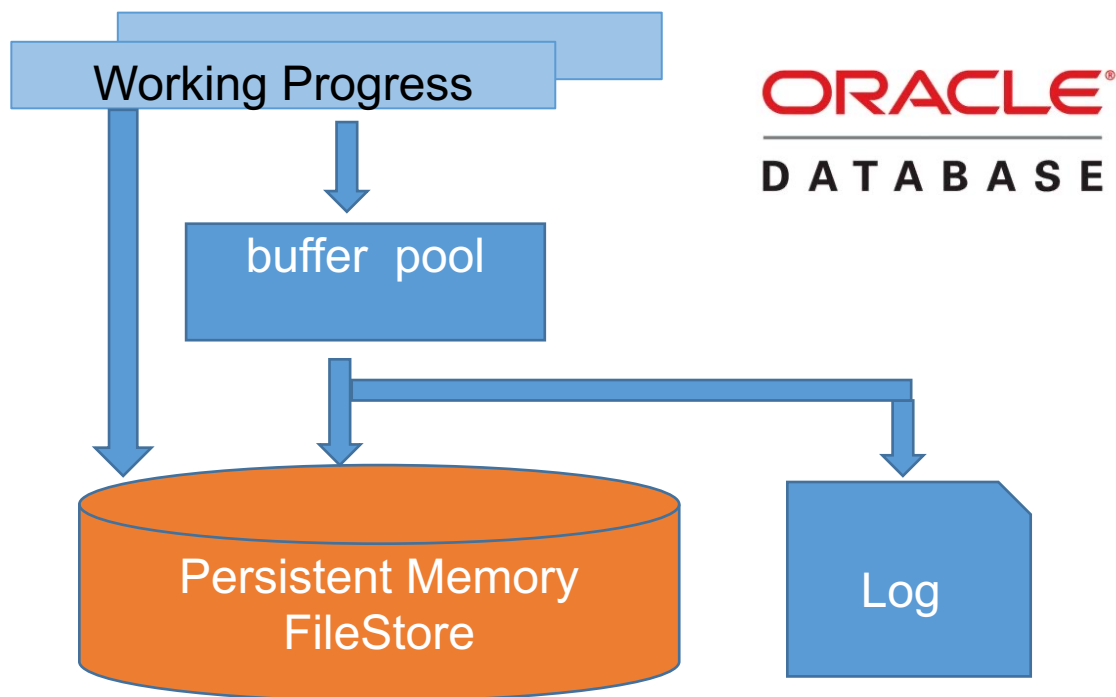 Working Progress
ORACLE®
DATABASE
buffer pool
Persistent Memory
FileStore
Log